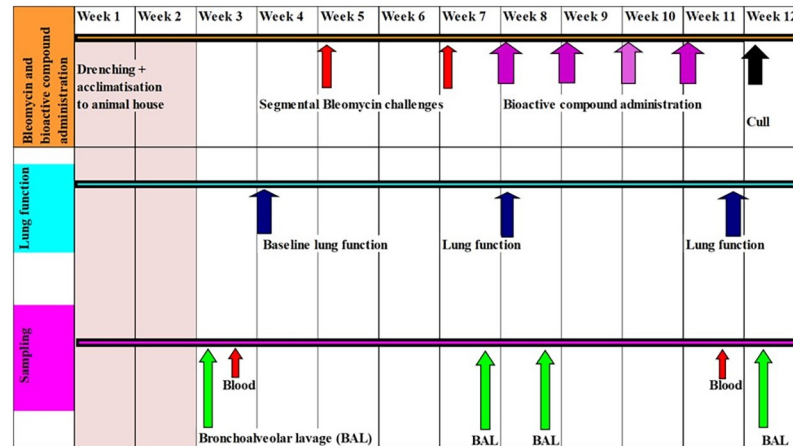 Week 1 Week 2 Week 3 Week 4 Week 5 Week 6 Week 7 Week 8 Week 9 Week 10 Week 11 Week 12
Bleomycin and
bioactive compound
administration
Drenching +
acclimatisation
to animal house
Segmental Bleomycin challenges
Bioactive compound administration
Cull
Lung function
Baseline lung function
Lung function
Lung function
Sampling
Blood
Blood
Bronchoalveolar lavage (BAL)
BAL
BAL
BAL